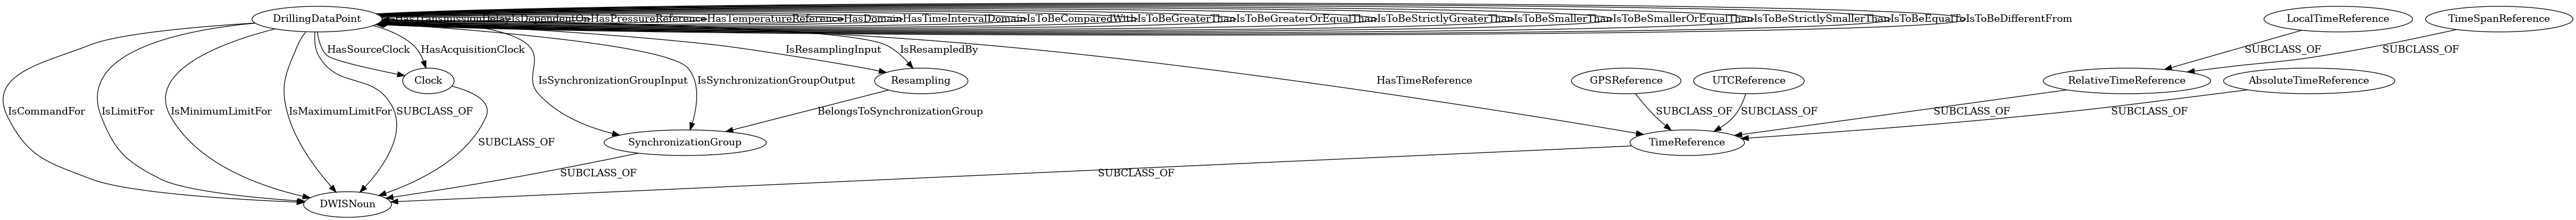 DrillingDataPoint
HasTransmissionDelay
IsDependentOn
HasPressureReference
HasTemperatureReference
HasDomain
HasTimeIntervalDomain
IsToBeComparedWith
IsToBeGreaterThan
IsToBeGreaterOrEqualThan
IsToBeStrictlyGreaterThan
IsToBeSmallerThan
IsToBeSmallerOrEqualThan
IsToBeStrictlySmallerThan
IsToBeEqualTo
IsToBeDifferentFrom
LocalTimeReference
TimeSpanReference
HasSourceClock
HasAcquisitionClock
IsResamplingInput
IsResampledBy
SUBCLASS_OF
SUBCLASS_OF
Clock
IsSynchronizationGroupInput
IsSynchronizationGroupOutput
Resampling
HasTimeReference
GPSReference
UTCReference
RelativeTimeReference
AbsoluteTimeReference
IsCommandFor
IsLimitFor
IsMinimumLimitFor
IsMaximumLimitFor
SUBCLASS_OF
BelongsToSynchronizationGroup
SUBCLASS_OF
SUBCLASS_OF
SUBCLASS_OF
SUBCLASS_OF
SUBCLASS_OF
SynchronizationGroup
TimeReference
SUBCLASS_OF
SUBCLASS_OF
DWISNoun